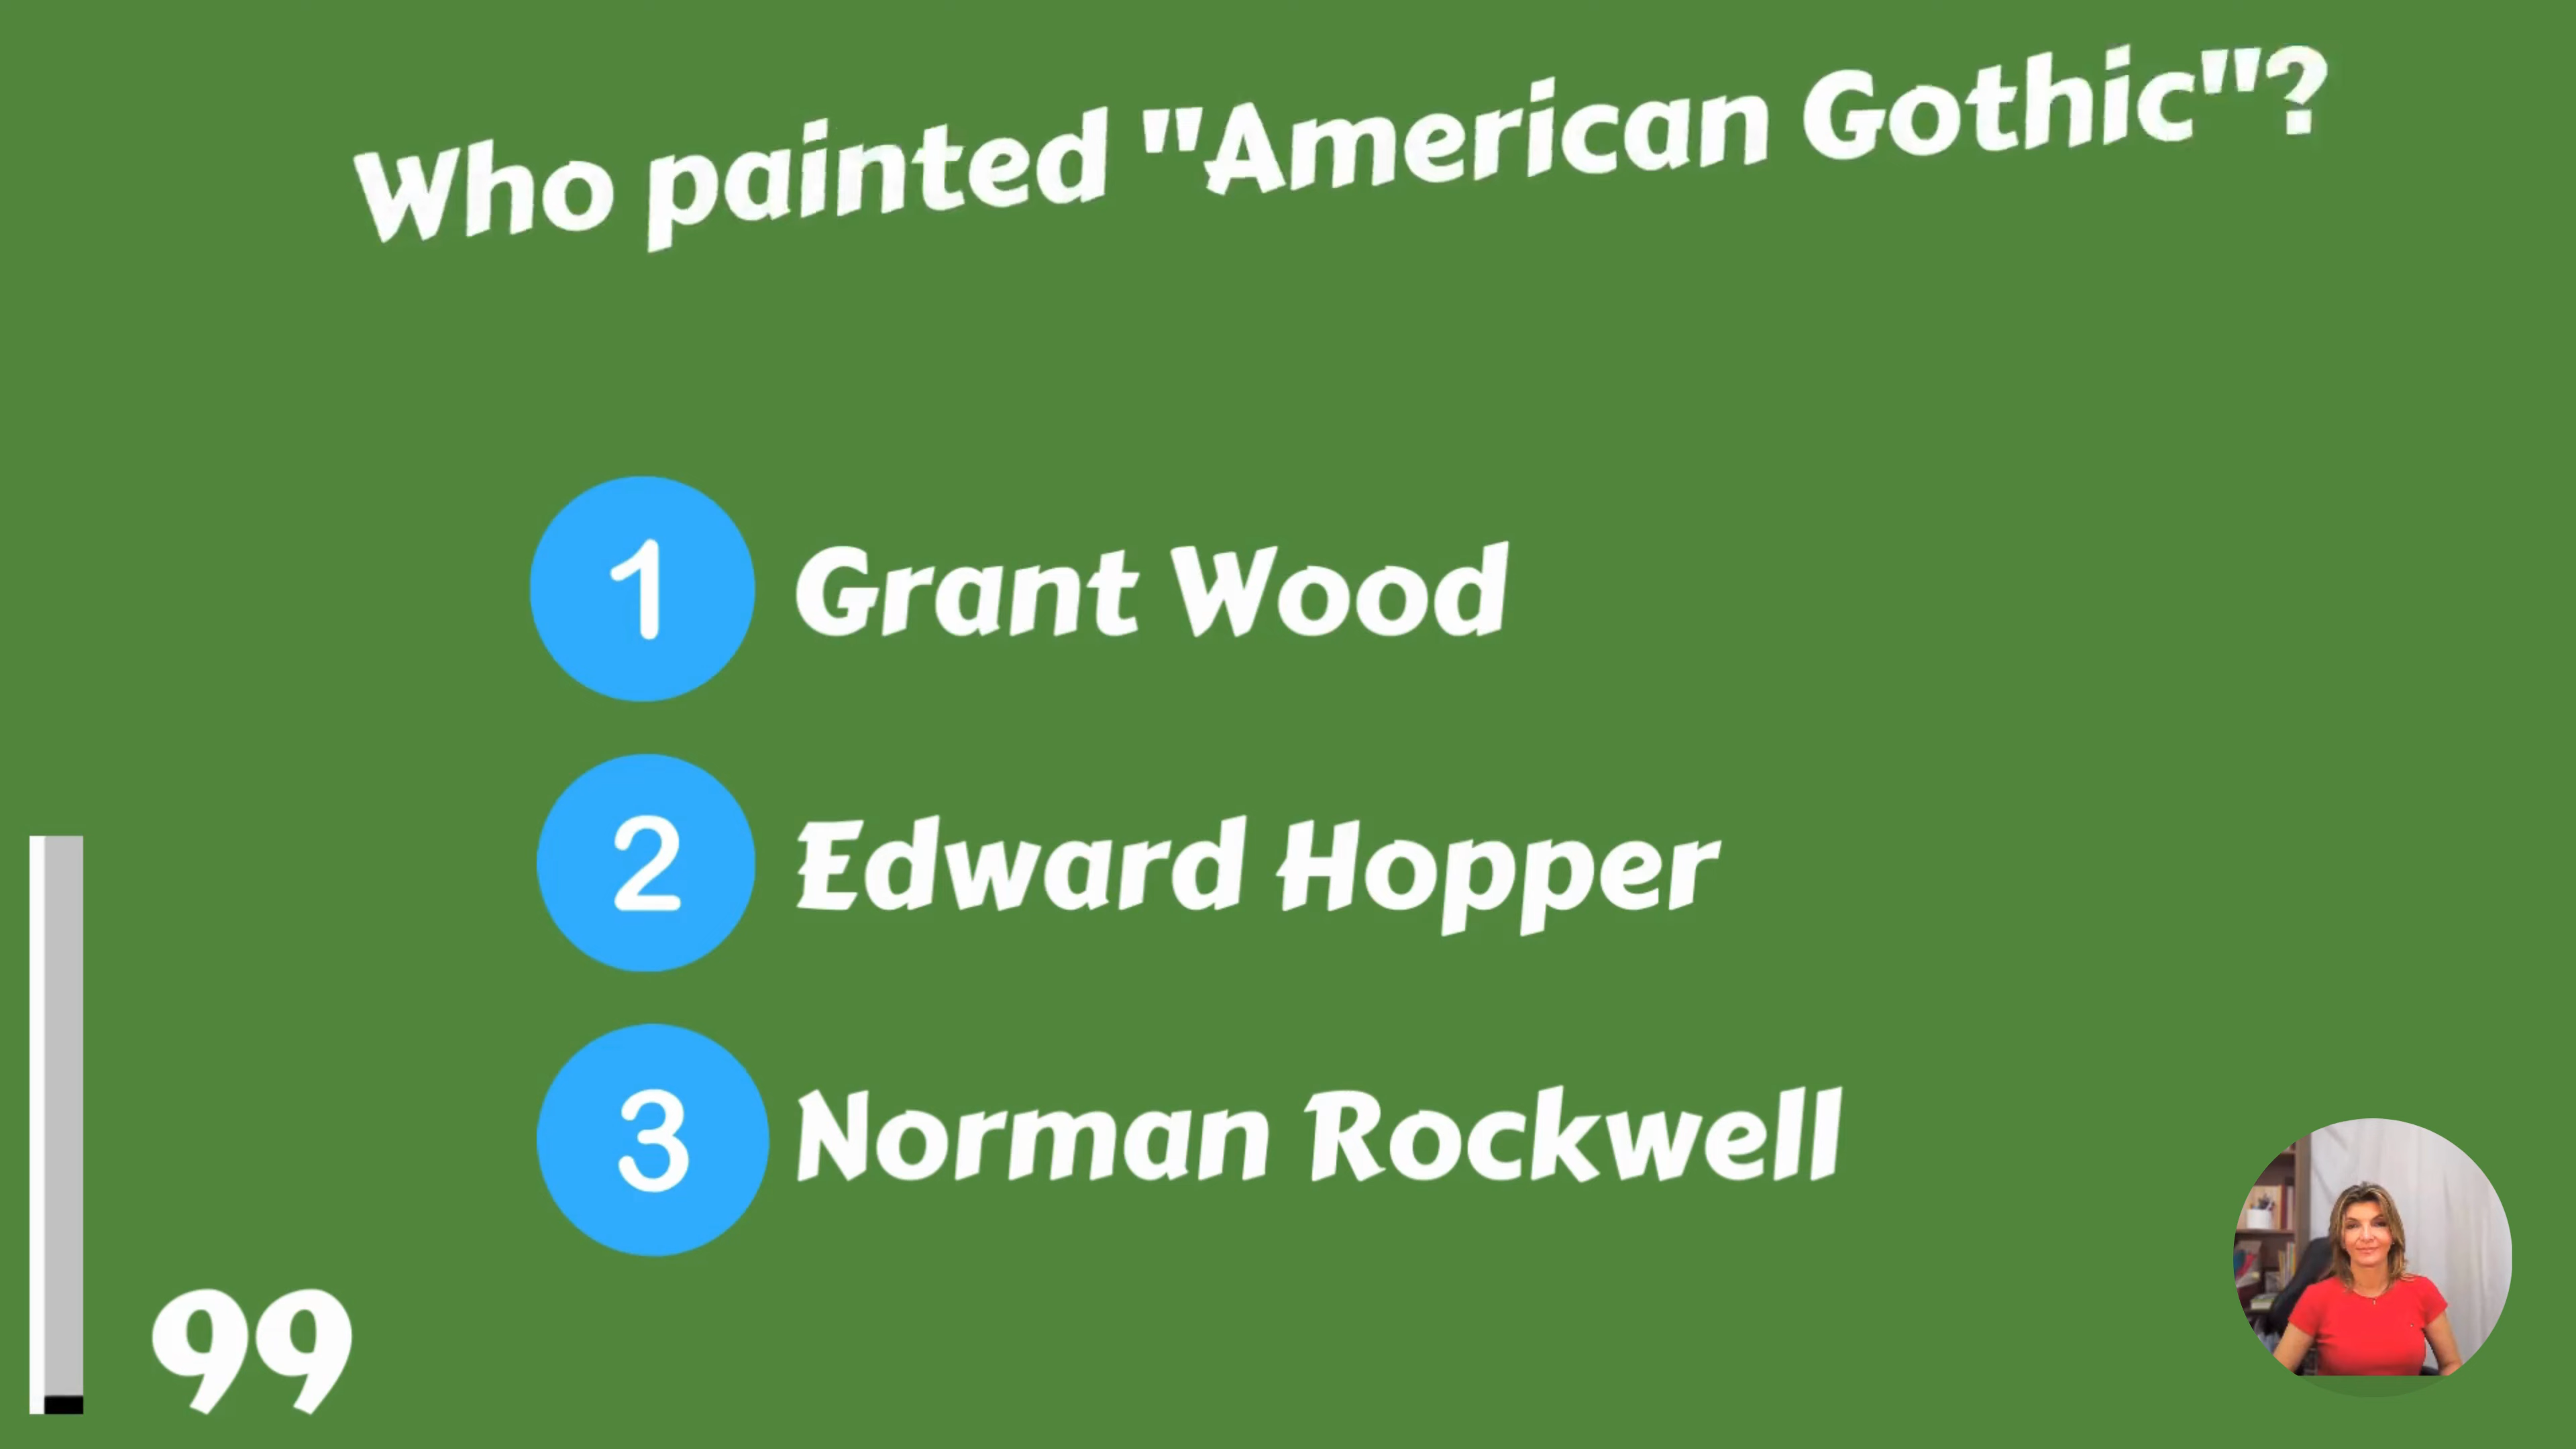 Who painted "American Gothic"?
1 Grant Wood
2 Edward Hopper
3 Norman Rockwell
99